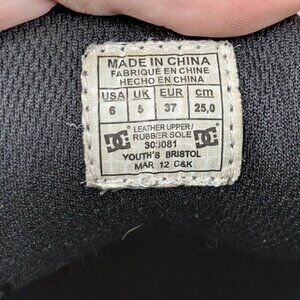 MADE IN CHINA
FABRIQUÉ EN CHINE
HECHO EN CHINA
USA UK EUR cm
6 5 37 25,0
LEATHER UPPER/
RUBBER SOLE
YOUTH'S BRISTOL
MAR 12 C&K